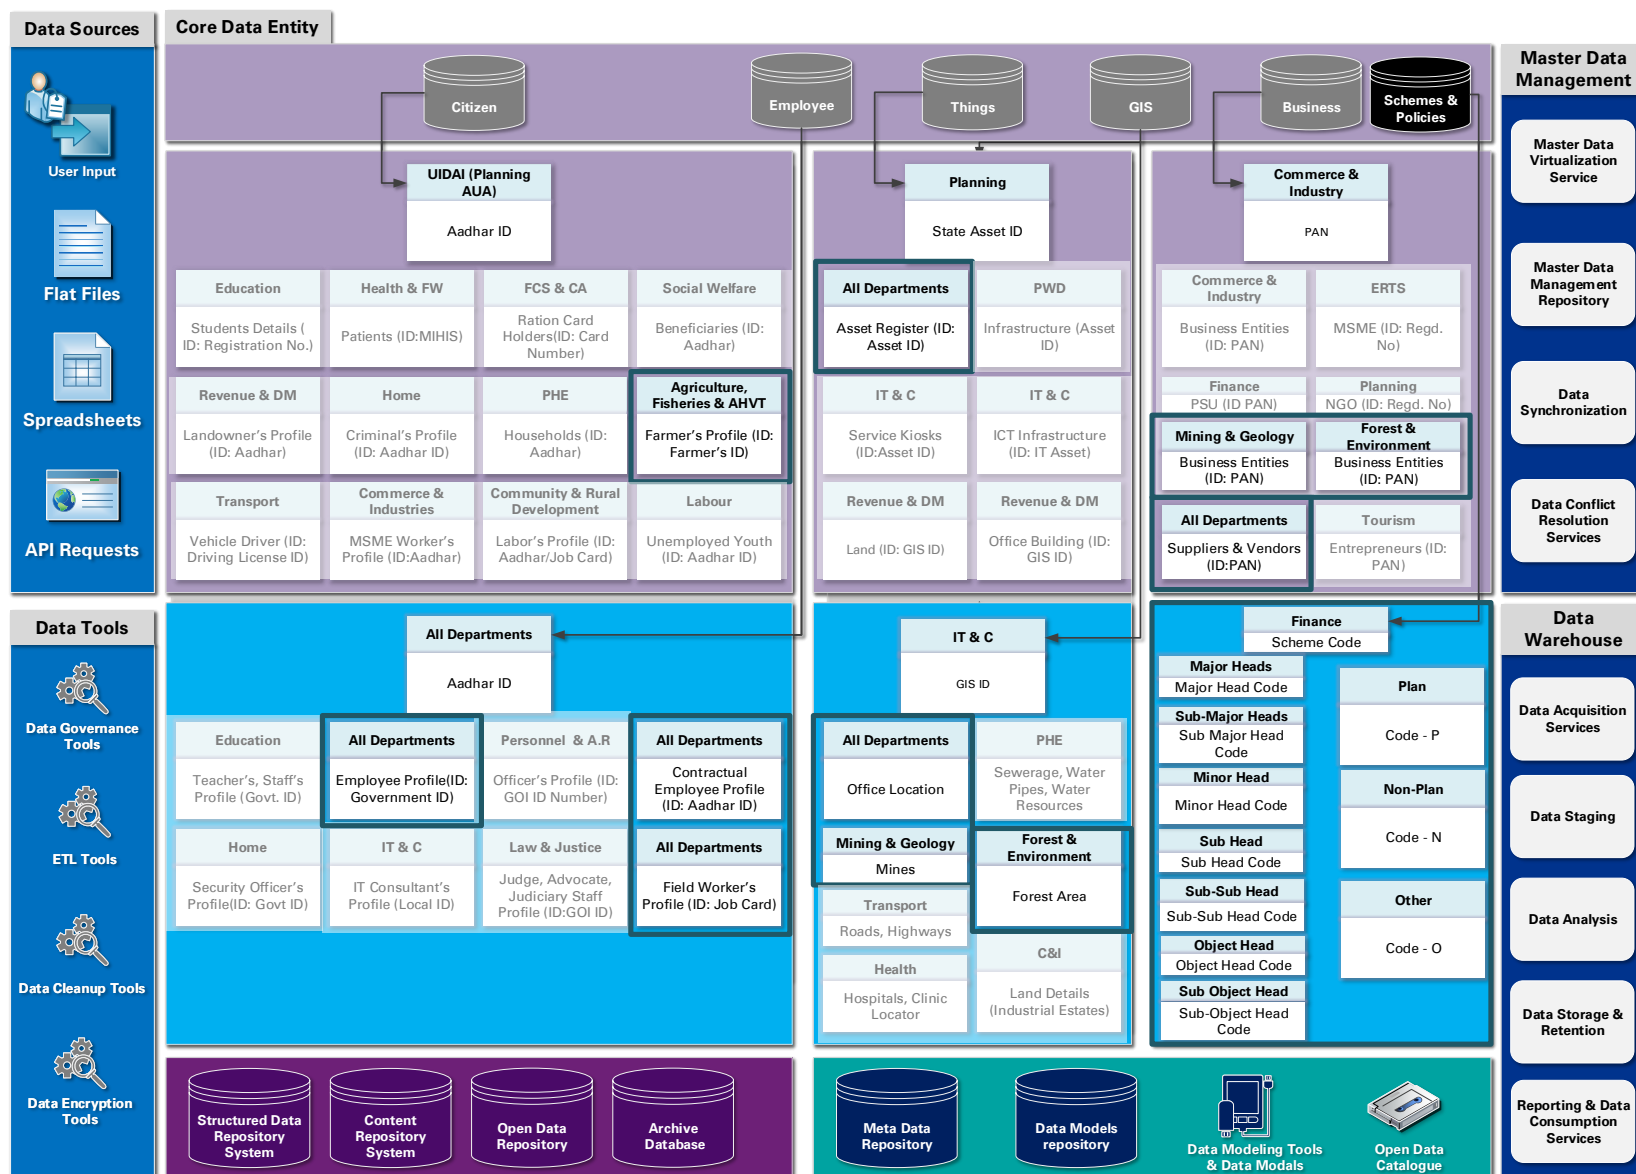 Data Sources
User Input
Flat Files
Spreadsheets
API Requests
Data Tools
Data Governance
Tools
ETL Tools
Data Cleanup Tools
Data Encryption
Tools
Core Data Entity
Citizen
Employee
Things
GIS
Business
Schemes &
Policies
UIDAI (Planning
AUA)
Aadhar ID
Education
Students Details (
ID: Registration No.)
Health & FW
Patients (ID:MIHIS)
FCS & CA
Ration Card
Holders(ID: Card
Number)
Social Welfare
Beneficiaries (ID:
Aadhar)
Revenue & DM
Landowner's Profile
(ID: Aadhar)
Home
Criminal's Profile
(ID: Aadhar ID)
PHE
Households (ID:
Aadhar)
Agriculture,
Fisheries & AHVT
Farmer's Profile (ID:
Farmer's ID)
Transport
Vehicle Driver (ID:
Driving License ID)
Commerce &
Industries
MSME Worker's
Profile (ID:Aadhar)
Community & Rural
Development
Labor's Profile (ID:
Aadhar/Job Card)
Labour
Unemployed Youth
(ID: Aadhar ID)
Planning
State Asset ID
All Departments
Asset Register (ID:
Asset ID)
PWD
Infrastructure (Asset
ID)
IT & C
Service Kiosks
(ID:Asset ID)
IT & C
ICT Infrastructure
(ID: IT Asset)
Revenue & DM
Land (ID: GIS ID)
Revenue & DM
Office Building (ID:
GIS ID)
Commerce &
Industry
PAN
Commerce &
Industry
Business Entities
(ID: PAN)
ERTS
MSME (ID: Regd.
No)
Finance
PSU (ID PAN)
Planning
NGO (ID: Regd. No)
Mining & Geology
Business Entities
(ID: PAN)
Forest &
Environment
Business Entities
(ID: PAN)
All Departments
Suppliers & Vendors
(ID:PAN)
Tourism
Entrepreneurs (ID:
PAN)
All Departments
Aadhar ID
Education
Teacher's, Staff's
Profile (Govt. ID)
All Departments
Employee Profile(ID:
Government ID)
Personnel & A.R
Officer's Profile (ID:
GOI ID Number)
All Departments
Contractual
Employee Profile
(ID: Aadhar ID)
Home
Security Officer's
Profile(ID: Govt ID)
IT & C
IT Consultant's
Profile (Local ID)
Law & Justice
Judge, Advocate,
Judiciary Staff
Profile (ID:GOI ID)
All Departments
Field Worker's
Profile (ID: Job Card)
IT & C
GIS ID
All Departments
Office Location
PHE
Sewerage, Water
Pipes, Water
Resources
Mining & Geology
Mines
Forest &
Environment
Forest Area
Transport
Roads, Highways
Health
Hospitals, Clinic
Locator
C&I
Land Details
(Industrial Estates)
Finance
Scheme Code
Major Heads
Major Head Code
Sub-Major Heads
Sub Major Head
Code
Minor Head
Minor Head Code
Sub Head
Sub Head Code
Sub-Sub Head
Sub-Sub Head Code
Object Head
Object Head Code
Sub Object Head
Sub-Object Head
Code
Plan
Code - P
Non-Plan
Code - N
Other
Code - O
Structured Data
Repository
System
Content
Repository
System
Open Data
Repository
Archive
Database
Meta Data
Repository
Data Models
repository
Data Modeling Tools
& Data Modals
Open Data
Catalogue
Master Data
Management
Master Data
Virtualization
Service
Master Data
Management
Repository
Data
Synchronization
Data Conflict
Resolution
Services
Data
Warehouse
Data Acquisition
Services
Data Staging
Data Analysis
Data Storage &
Retention
Reporting & Data
Consumption
Services